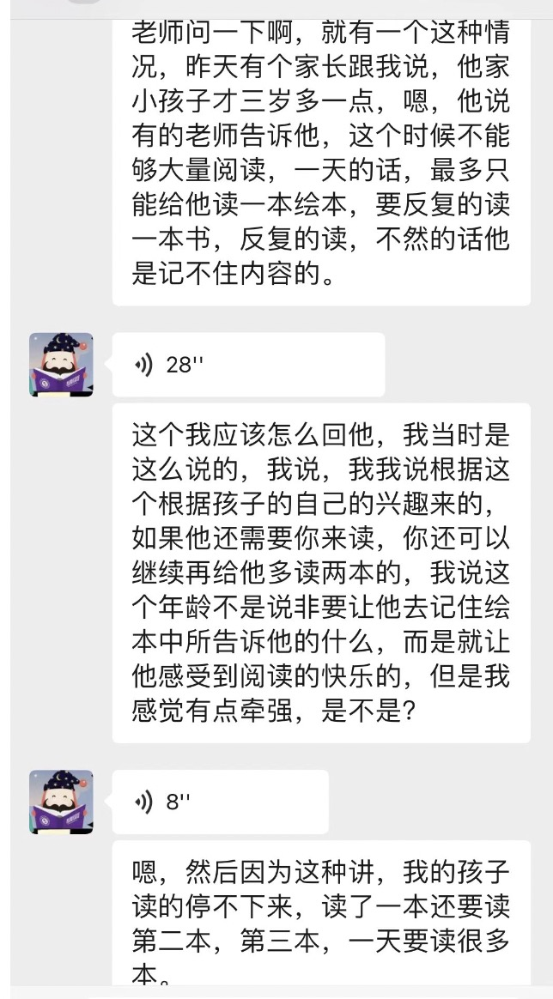 老师问一下啊，就有一个这种情
况，昨天有个家长跟我说，他家
小孩子才三岁多一点，嗯，他说
有的老师告诉他，这个时候不能
够大量阅读，一天的话，最多只
能给他读一本绘本，要反复的读
一本书，反复的读，不然的话他
是记不住内容的。
28''
这个我应该怎么回他，我当时是
这么说的，我说，我我说根据这
个根据孩子的自己的兴趣来的，
如果他还需要你来读，你还可以
继续再给他多读两本的，我说这
个年龄不是说非要让他去记住绘
本中所告诉他的什么，而是就让
他感受到阅读的快乐的，但是我
感觉有点牵强，是不是？
8''
嗯，然后因为这种讲，我的孩子
读的停不下来，读了一本还要读
第二本，第三本，一天要读很多
本。